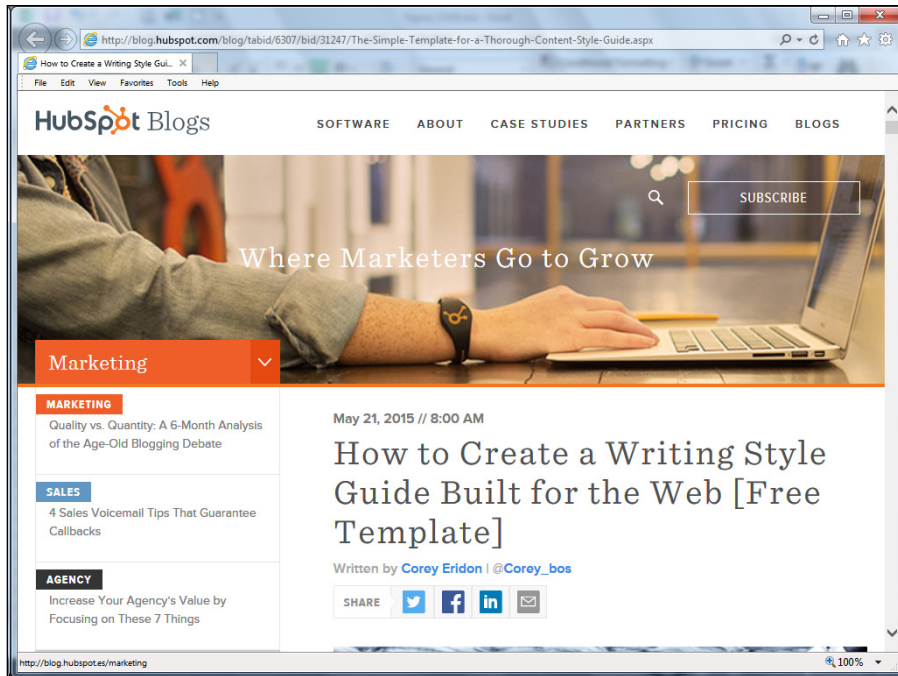 http://blog.hubspot.com/blog/tabid/6307/bid/31247/The-Simple-Template-for-a-Thorough-Content-Style-Guide.aspx
How to Create a Writing Style Gui...
File Edit View Favorites Tools Help
HubSpot Blogs
SOFTWARE ABOUT CASE STUDIES PARTNERS PRICING BLOGS
SUBSCRIBE
Where Marketers Go to Grow
Marketing
MARKETING
Quality vs. Quantity: A 6-Month Analysis
of the Age-Old Blogging Debate
SALES
4 Sales Voicemail Tips That Guarantee
Callbacks
AGENCY
Increase Your Agency's Value by
Focusing on These 7 Things
May 21, 2015 // 8:00 AM
How to Create a Writing Style
Guide Built for the Web [Free
Template]
Written by Corey Eridon | @Corey_bos
SHARE
http://blog.hubspot.es/marketing
100%